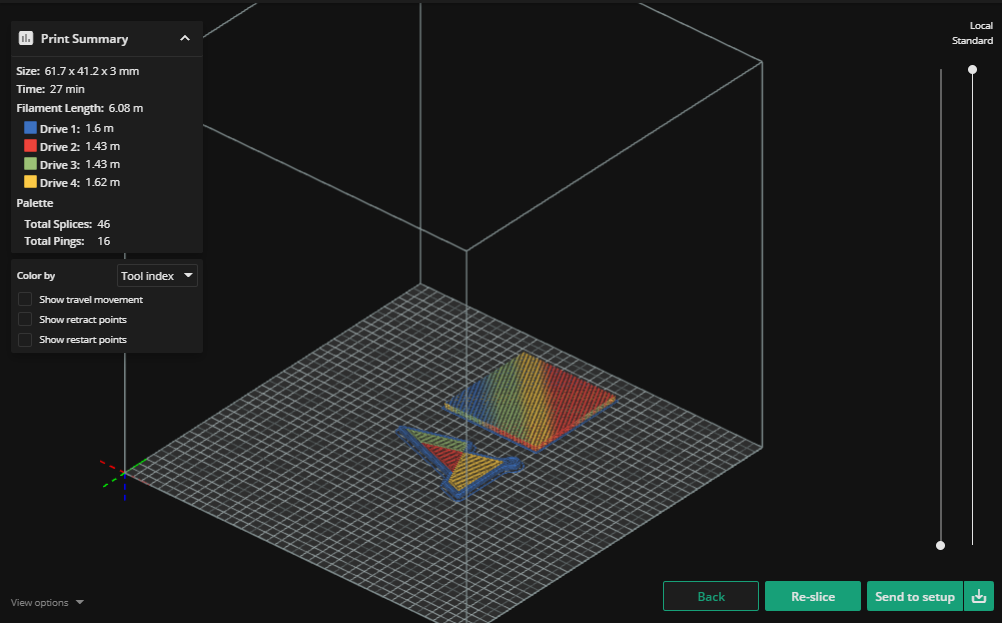 Print Summary
Size: 61.7 x 41.2 x 3 mm
Time: 27 min
Filament Length: 6.08 m
Drive 1: 1.6 m
Drive 2: 1.43 m
Drive 3: 1.43 m
Drive 4: 1.62 m
Palette
Total Splices: 46
Total Pings: 16
Color by Tool index
Show travel movement
Show retract points
Show restart points
Local
Standard
View options
Back
Re-slice
Send to setup